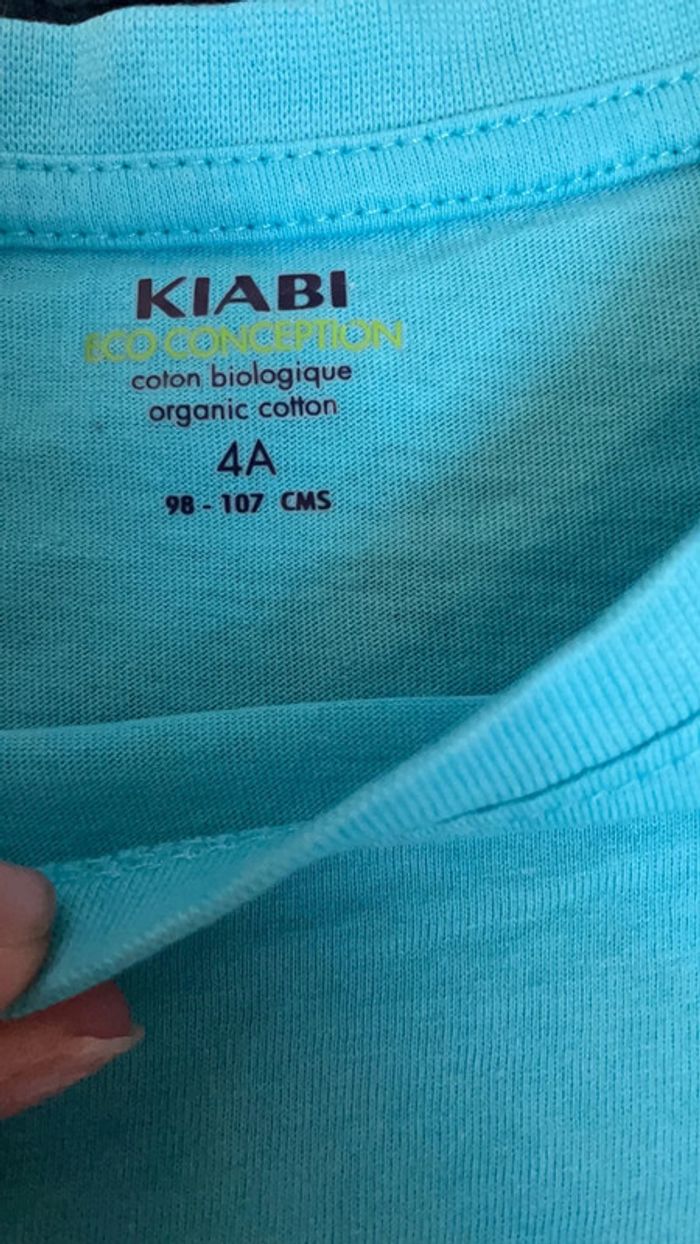 KIABI
ECO CONCEPTION
coton biologique
organic cotton
4A
98 - 107 CMS